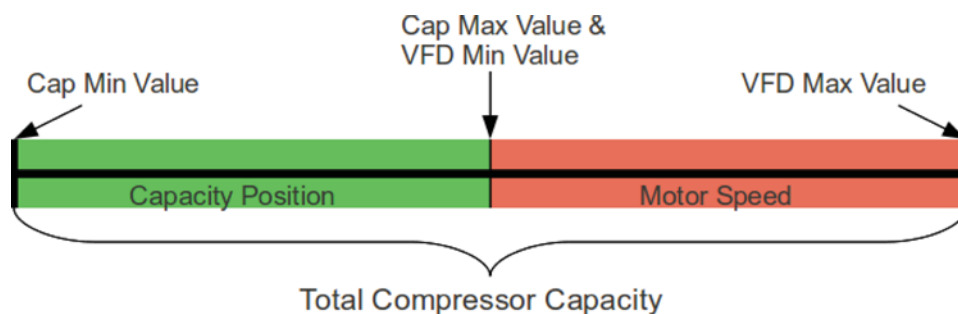 Cap Max Value &
VFD Min Value
Cap Min Value
VFD Max Value
Capacity Position
Motor Speed
Total Compressor Capacity